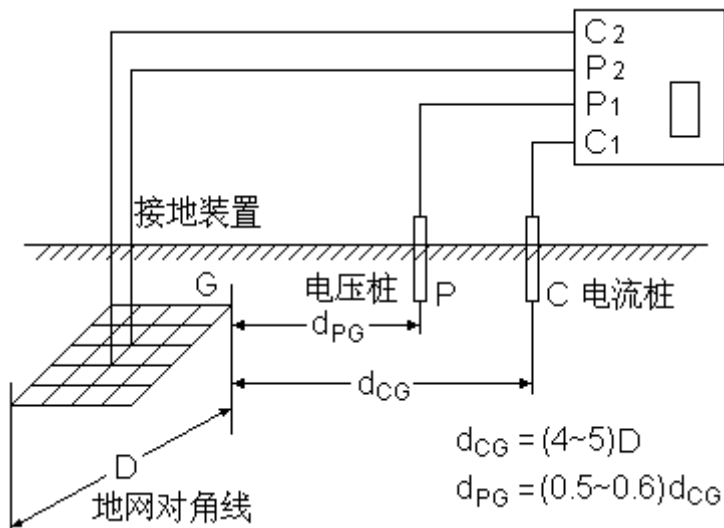 C2
P2
P1
C1
接地装置
G
电压桩 P
C 电流桩
dPG
dCG
D
地网对角线
dCG = (4~5)D
dPG = (0.5~0.6)dCG